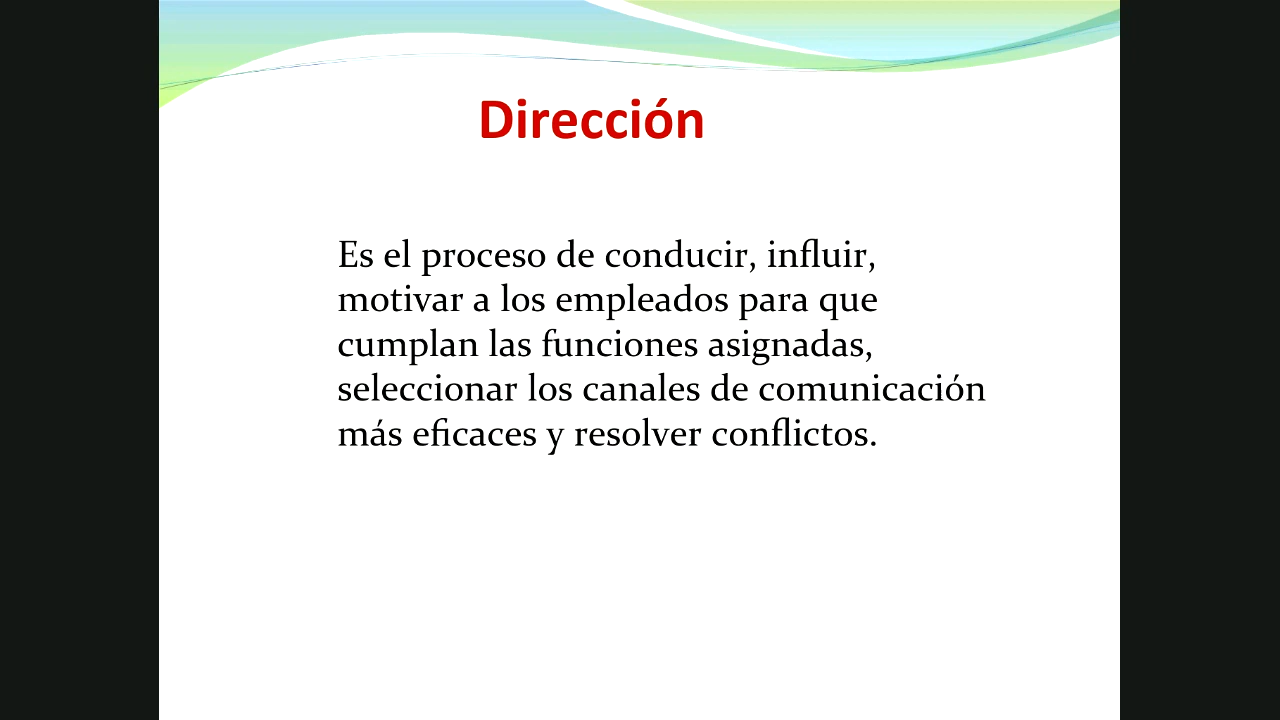 Dirección
Es el proceso de conducir, influir,
motivar a los empleados para que
cumplan las funciones asignadas,
seleccionar los canales de comunicación
más eficaces y resolver conflictos.